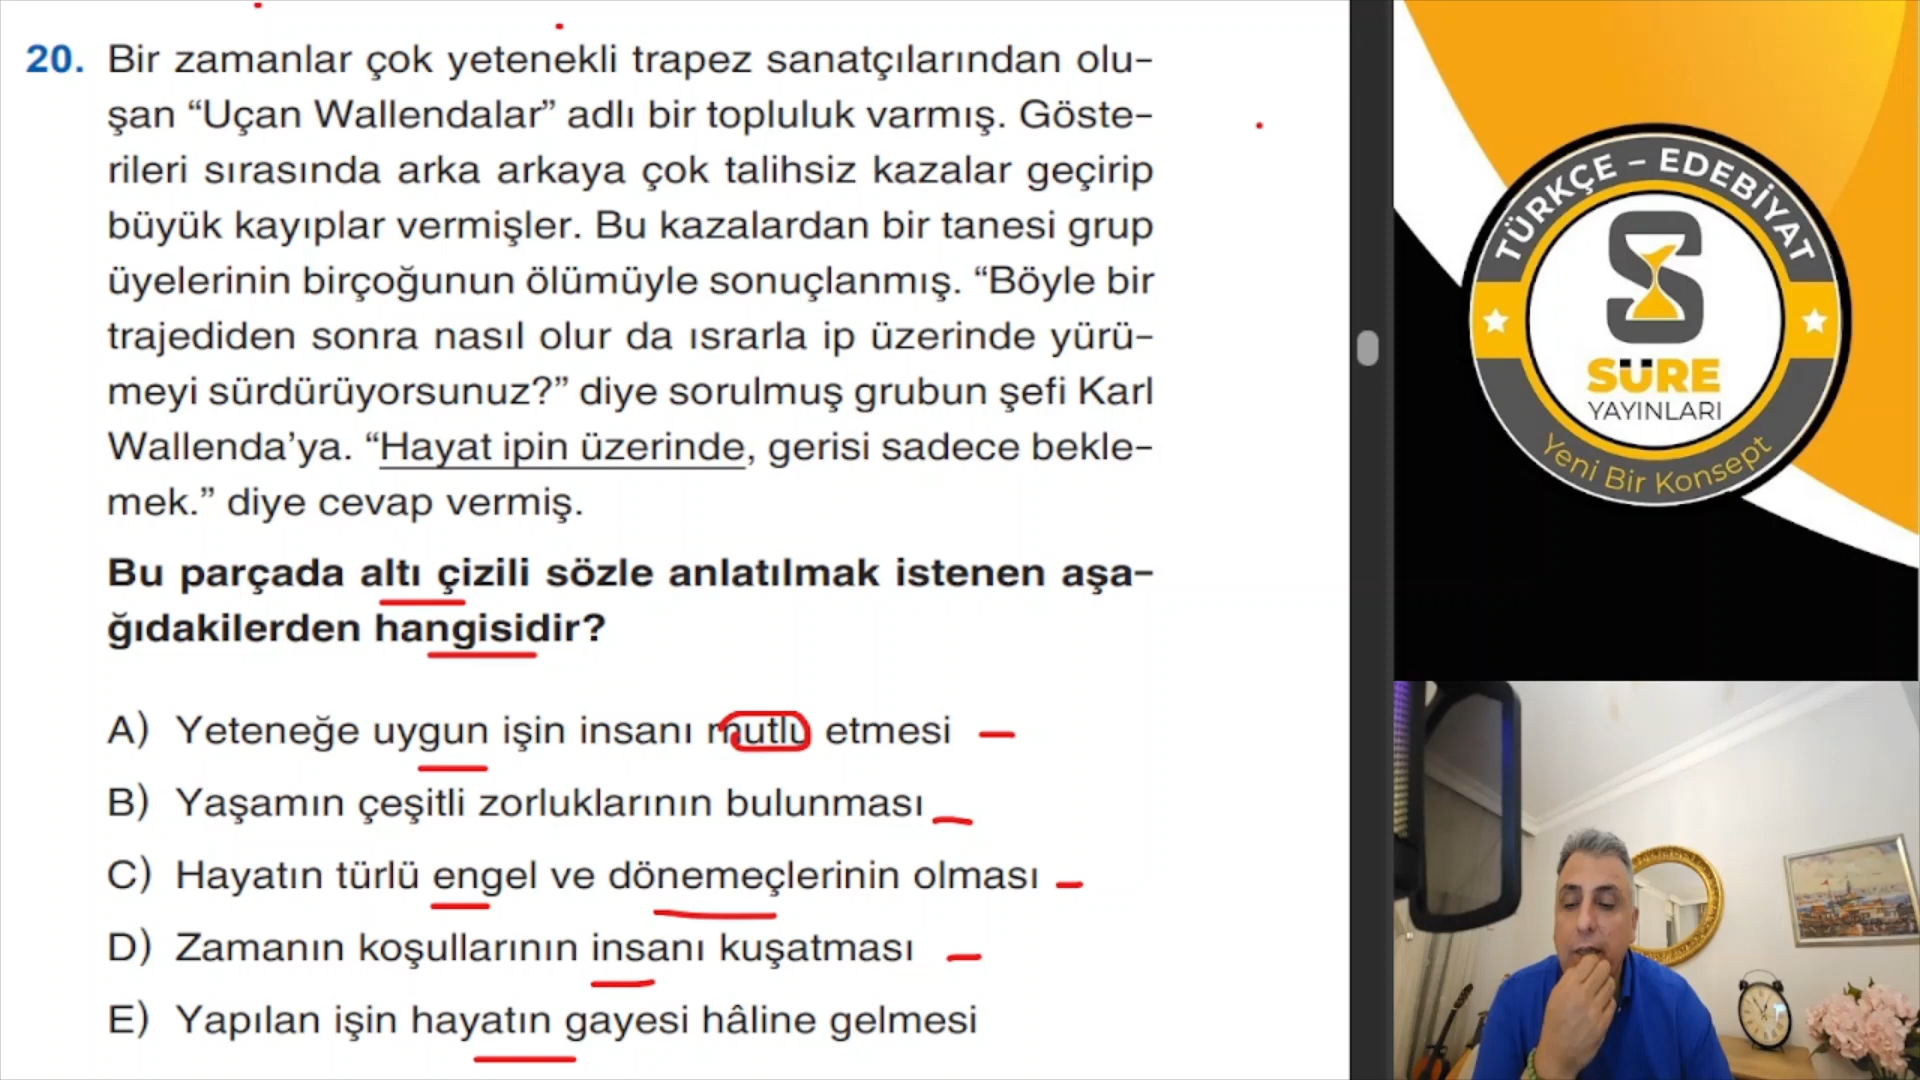 20. Bir zamanlar çok yetenekli trapez sanatçılarından olu-
şan “Uçan Wallendalar” adlı bir topluluk varmış. Göste-
rileri sırasında arka arkaya çok talihsiz kazalar geçirip
büyük kayıplar vermişler. Bu kazalardan bir tanesi grup
üyelerinin birçoğunun ölümüyle sonuçlanmış. “Böyle bir
trajediden sonra nasıl olur da ısrarla ip üzerinde yürü-
meyi sürdürüyorsunuz?” diye sorulmuş grubun şefi Karl
Wallenda’ya. “Hayat ipin üzerinde, gerisi sadece bekle-
mek.” diye cevap vermiş.
Bu parçada altı çizili sözle anlatılmak istenen aşa-
ğıdakilerden hangisidir?
A) Yeteneğe uygun işin insanı mutlu etmesi
B) Yaşamın çeşitli zorluklarının bulunması
C) Hayatın türlü engel ve dönemeçlerinin olması
D) Zamanın koşullarının insanı kuşatması
E) Yapılan işin hayatın gayesi hâline gelmesi
TÜRKÇE – EDEBİYAT
SÜRE
YAYINLARI
Yeni Bir Konsept